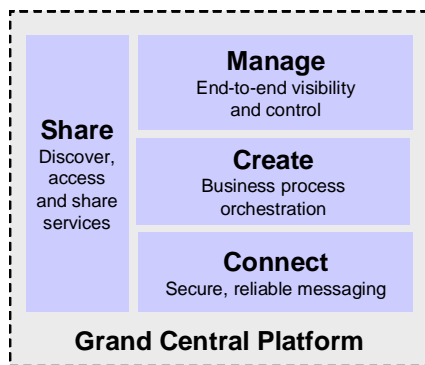 Share
Discover,
access
and share
services
Manage
End-to-end visibility
and control
Create
Business process
orchestration
Connect
Secure, reliable messaging
Grand Central Platform